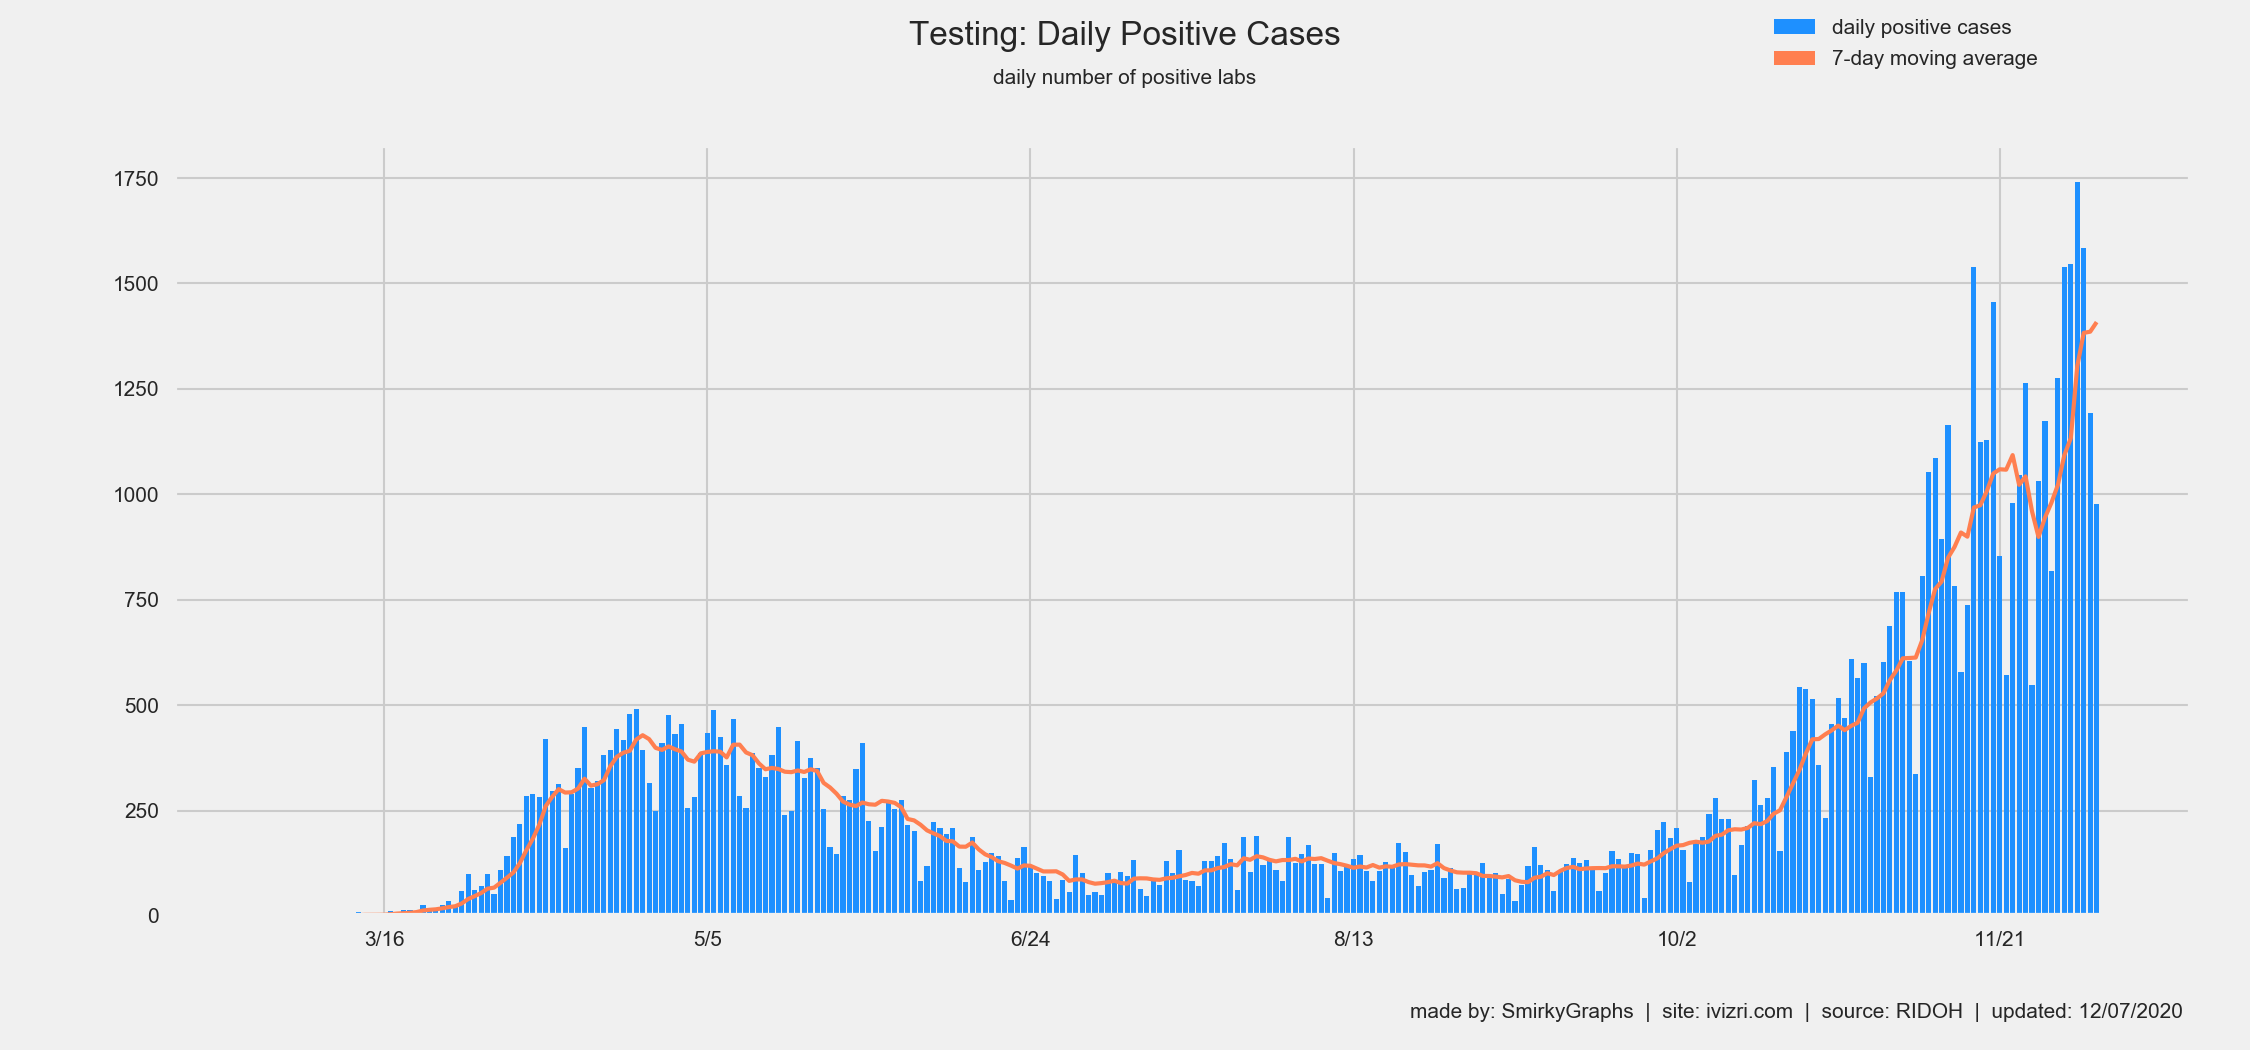 Testing: Daily Positive Cases
daily number of positive labs
daily positive cases
7-day moving average
1750
1500
1250
1000
750
500
250
0
3/16 5/5 6/24 8/13 10/2 11/21
made by: SmirkyGraphs | site: ivizri.com | source: RIDOH | updated: 12/07/2020